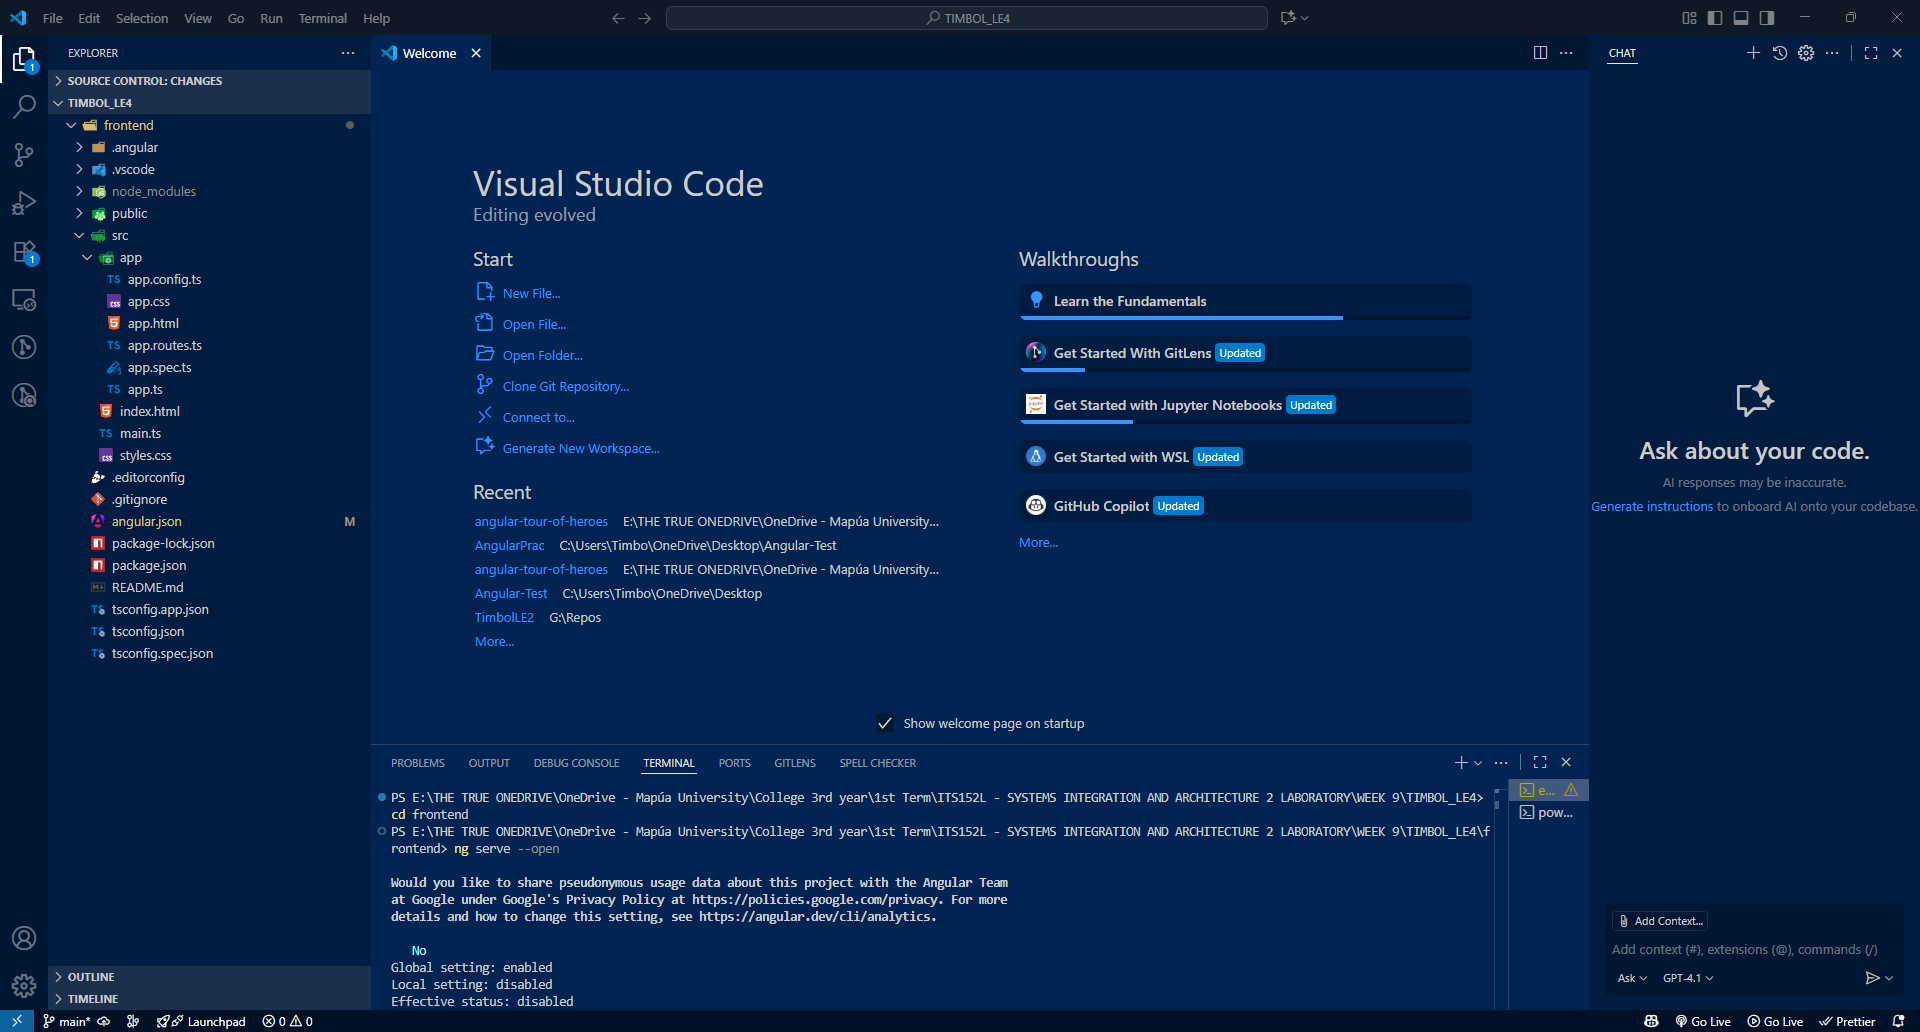 File Edit Selection View Go Run Terminal Help
TIMBOL_LE4
EXPLORER
SOURCE CONTROL: CHANGES
TIMBOL_LE4
frontend
.angular
.vscode
node_modules
public
src
app
app.config.ts
app.css
app.html
app.routes.ts
app.spec.ts
app.ts
index.html
main.ts
styles.css
.editorconfig
.gitignore
angular.json M
package-lock.json
package.json
README.md
tsconfig.app.json
tsconfig.json
tsconfig.spec.json
OUTLINE
TIMELINE
Welcome
Visual Studio Code
Editing evolved
Start
New File...
Open File...
Open Folder...
Clone Git Repository...
Connect to...
Generate New Workspace...
Recent
angular-tour-of-heroes E:\THE TRUE ONEDRIVE\OneDrive - Mapúa University...
AngularPrac C:\Users\Timbo\OneDrive\Desktop\Angular-Test
angular-tour-of-heroes E:\THE TRUE ONEDRIVE\OneDrive - Mapúa University...
Angular-Test C:\Users\Timbo\OneDrive\Desktop
TimbolLE2 G:\Repos
More...
Walkthroughs
Learn the Fundamentals
Get Started With GitLens Updated
Get Started with Jupyter Notebooks Updated
Get Started with WSL Updated
GitHub Copilot Updated
More...
Show welcome page on startup
PROBLEMS OUTPUT DEBUG CONSOLE TERMINAL PORTS GITLENS SPELL CHECKER
PS E:\THE TRUE ONEDRIVE\OneDrive - Mapúa University\College 3rd year\1st Term\ITS152L - SYSTEMS INTEGRATION AND ARCHITECTURE 2 LABORATORY\WEEK 9\TIMBOL_LE4>
cd frontend
PS E:\THE TRUE ONEDRIVE\OneDrive - Mapúa University\College 3rd year\1st Term\ITS152L - SYSTEMS INTEGRATION AND ARCHITECTURE 2 LABORATORY\WEEK 9\TIMBOL_LE4\f
rontend> ng serve --open
Would you like to share pseudonymous usage data about this project with the Angular Team
at Google under Google's Privacy Policy at https://policies.google.com/privacy. For more
details and how to change this setting, see https://angular.dev/cli/analytics.
No
Global setting: enabled
Local setting: disabled
Effective status: disabled
e...
pow...
CHAT
Ask about your code.
AI responses may be inaccurate.
Generate instructions to onboard AI onto your codebase.
Add Context...
Add context (#), extensions (@), commands (/)
Ask GPT-4.1
main* Launchpad 0 0 Go Live Go Live Prettier